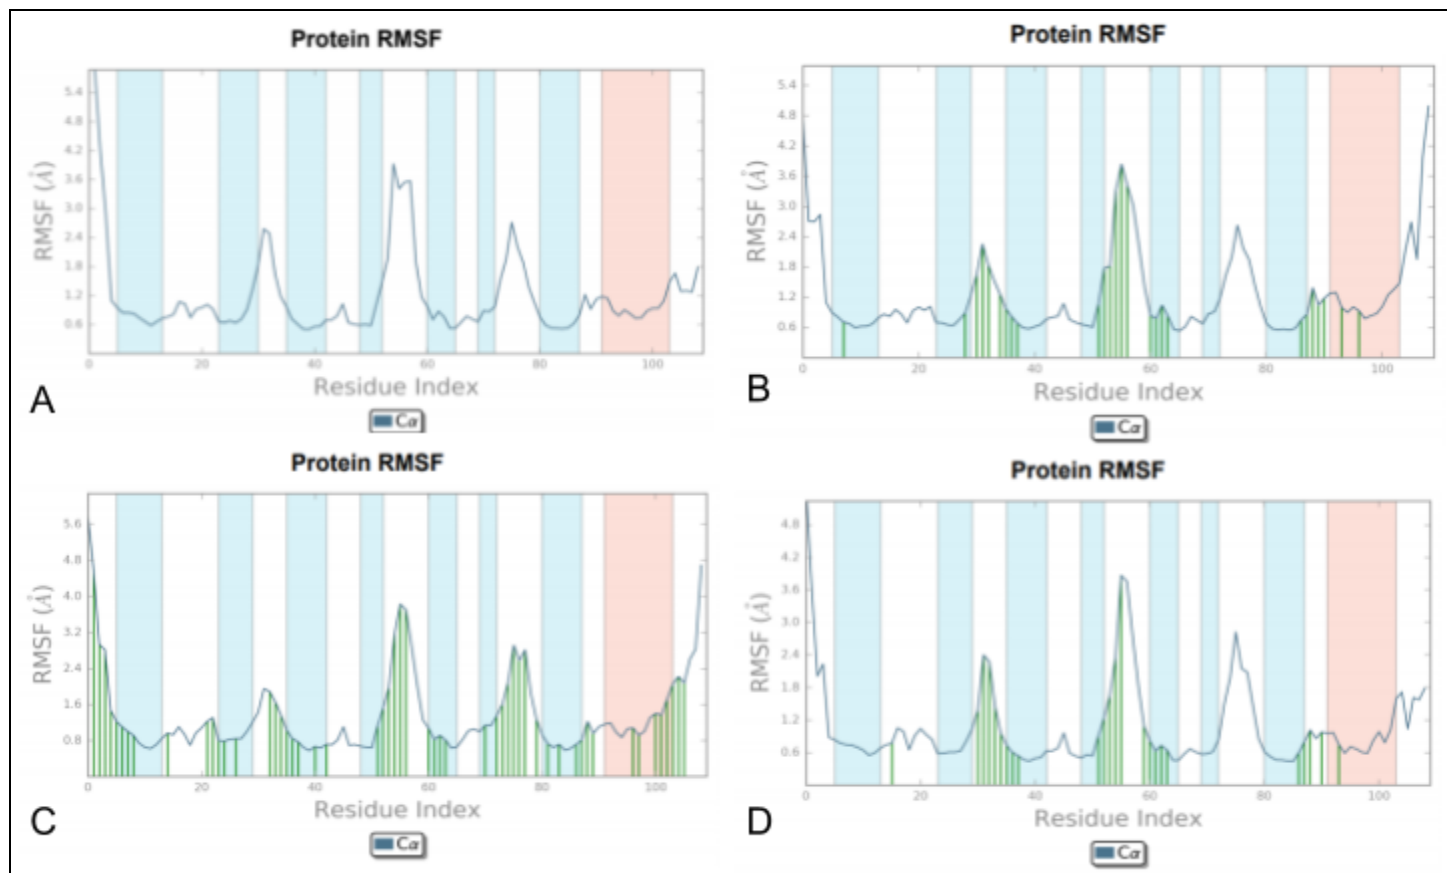 Protein RMSF
5.4
4.8
4.2
3.6
3.0
2.4
1.8
1.2
0.6
RMSF (Å)
0 20 40 60 80 100
Residue Index
Cα
A
Protein RMSF
5.4
4.8
4.2
3.6
3.0
2.4
1.8
1.2
0.6
RMSF (Å)
0 20 40 60 80 100
Residue Index
Cα
B
Protein RMSF
5.6
4.8
4.0
3.2
2.4
1.6
0.8
RMSF (Å)
0 20 40 60 80 100
Residue Index
Cα
C
Protein RMSF
4.8
4.2
3.6
3.0
2.4
1.8
1.2
0.6
RMSF (Å)
0 20 40 60 80 100
Residue Index
Cα
D